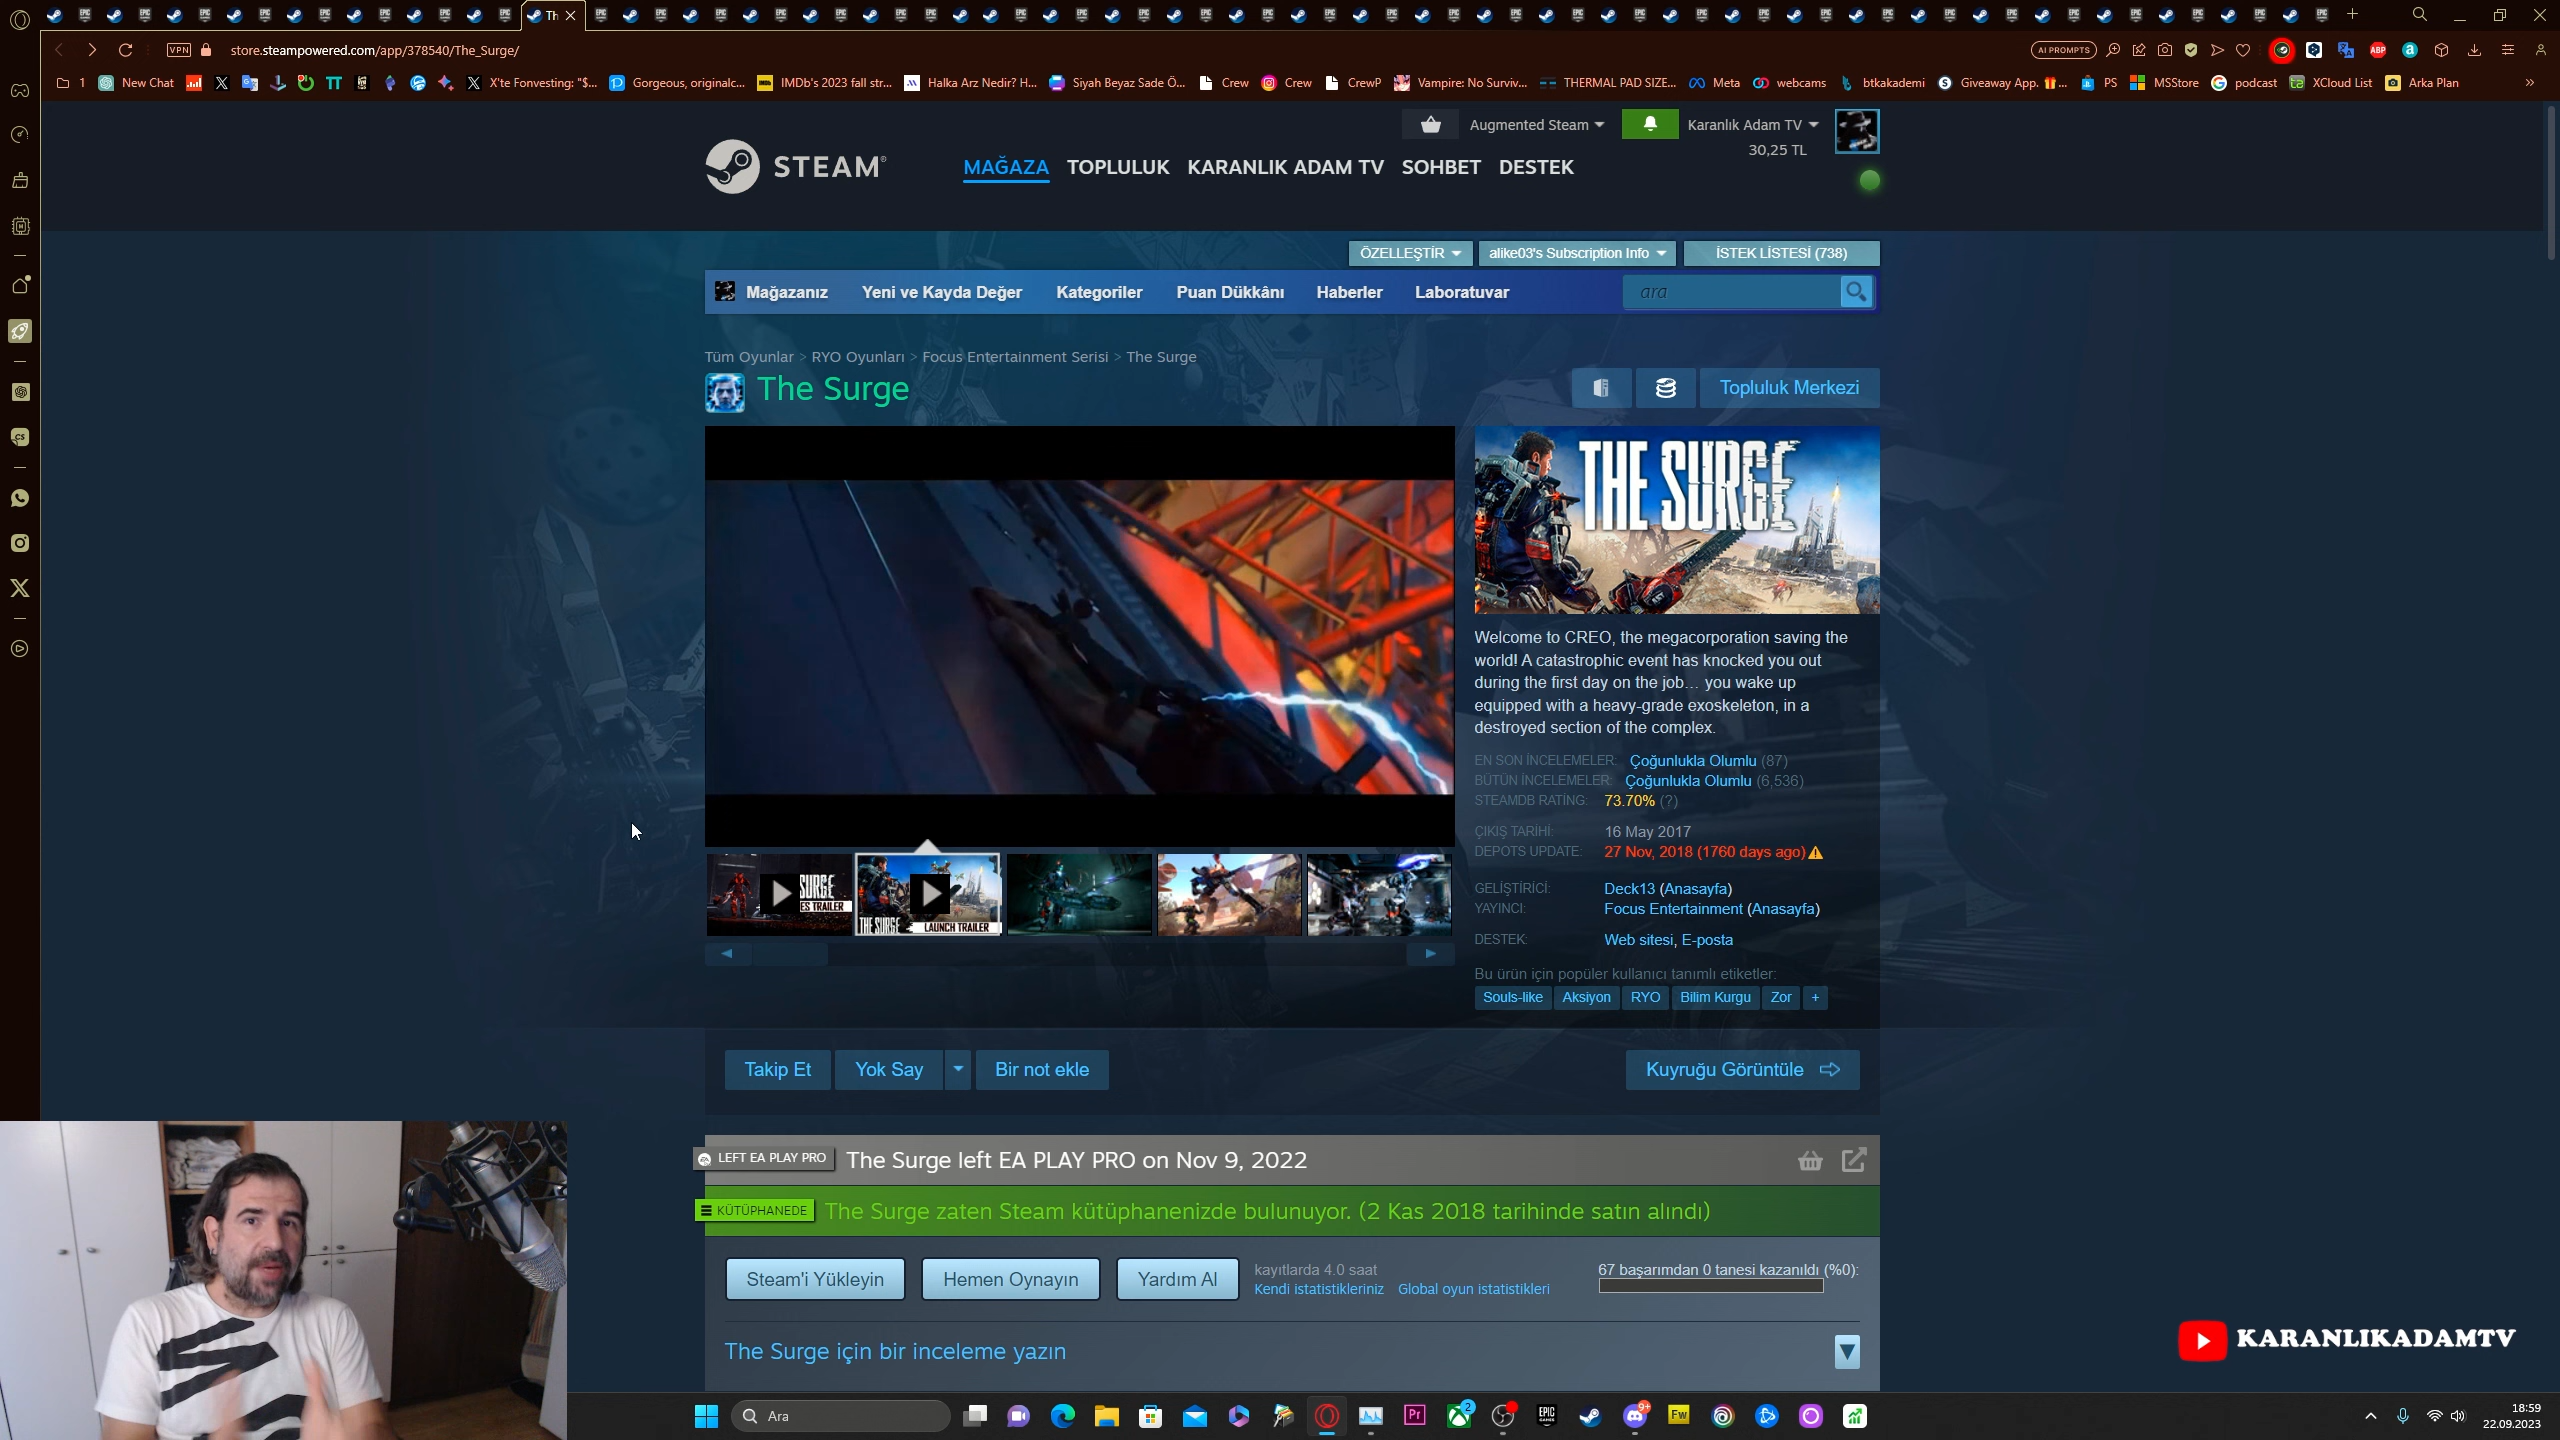 Th
VPN
store.steampowered.com/app/378540/The_Surge/
AI PROMPTS
1
New Chat
X'te Fonvesting: "$...
Gorgeous, originalc...
IMDb's 2023 fall str...
Halka Arz Nedir? H...
Siyah Beyaz Sade Ö...
Crew
Crew
CrewP
Vampire: No Surviv...
THERMAL PAD SIZE...
Meta
webcams
btkakademi
Giveaway App.
PS
MSStore
podcast
XCloud List
Arka Plan
Augmented Steam
Karanlık Adam TV
30,25 TL
STEAM®
MAĞAZA TOPLULUK KARANLIK ADAM TV SOHBET DESTEK
ÖZELLEŞTİR
alike03's Subscription Info
İSTEK LİSTESİ (738)
Mağazanız Yeni ve Kayda Değer Kategoriler Puan Dükkânı Haberler Laboratuvar
ara
Tüm Oyunlar > RYO Oyunları > Focus Entertainment Serisi > The Surge
The Surge
Topluluk Merkezi
THE SURGE
Welcome to CREO, the megacorporation saving the
world! A catastrophic event has knocked you out
during the first day on the job… you wake up
equipped with a heavy-grade exoskeleton, in a
destroyed section of the complex.
EN SON İNCELEMELER: Çoğunlukla Olumlu (87)
BÜTÜN İNCELEMELER: Çoğunlukla Olumlu (6,536)
STEAMDB RATING: 73.70% (?)
ÇIKIŞ TARİHİ: 16 May 2017
DEPOTS UPDATE: 27 Nov, 2018 (1760 days ago)
GELİŞTİRİCİ: Deck13 (Anasayfa)
YAYINCI: Focus Entertainment (Anasayfa)
DESTEK: Web sitesi, E-posta
Bu ürün için popüler kullanıcı tanımlı etiketler:
Souls-like Aksiyon RYO Bilim Kurgu Zor +
THE SURGE
LAUNCH TRAILER
Takip Et
Yok Say
Bir not ekle
Kuyruğu Görüntüle
LEFT EA PLAY PRO
The Surge left EA PLAY PRO on Nov 9, 2022
KÜTÜPHANEDE
The Surge zaten Steam kütüphanenizde bulunuyor. (2 Kas 2018 tarihinde satın alındı)
Steam'i Yükleyin
Hemen Oynayın
Yardım Al
kayıtlarda 4.0 saat
Kendi istatistikleriniz Global oyun istatistikleri
67 başarımdan 0 tanesi kazanıldı (%0):
The Surge için bir inceleme yazın
KARANLIKADAMTV
Ara
Pr
2
EPIC GAMES
9+
Fw
18:59
22.09.2023